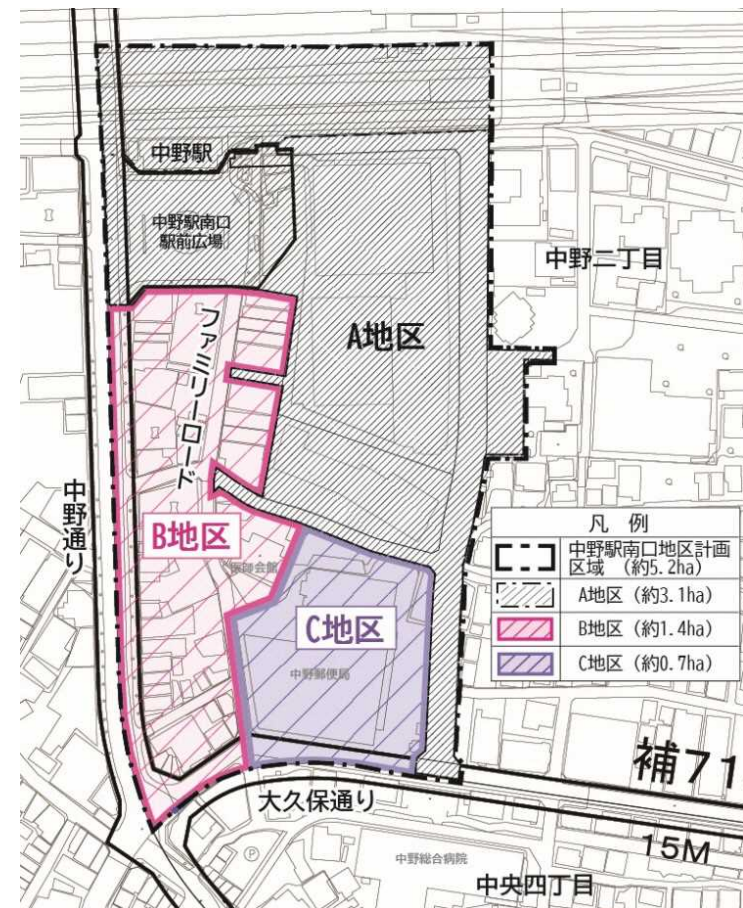 中野駅
中野駅南口
駅前広場
中野二丁目
A地区
ファミリーロード
中野通り
B地区
医師会館
C地区
中野郵便局
凡 例
中野駅南口地区計画
区域 (約5.2ha)
A地区(約3.1ha)
B地区(約1.4ha)
C地区(約0.7ha)
補71
大久保通り
15M
P
中野総合病院
中央四丁目